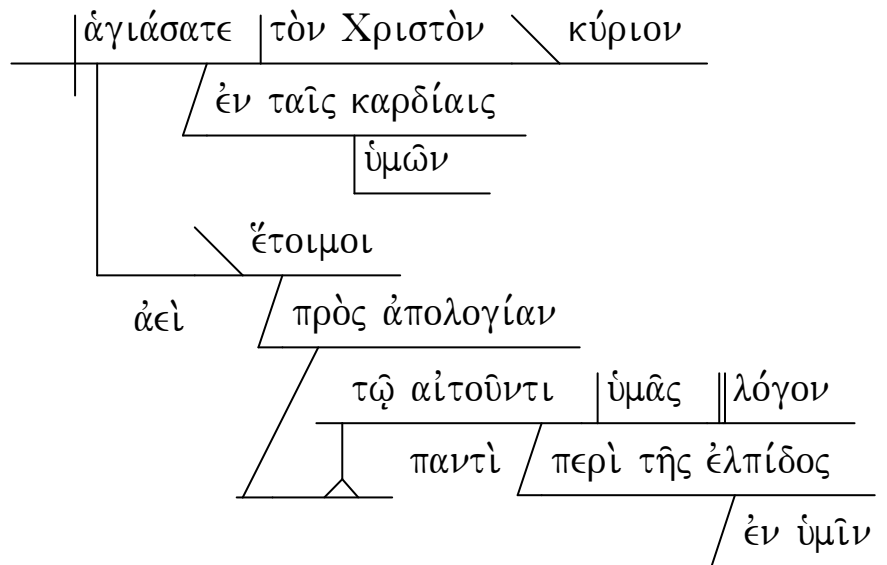 ἁγιάσατε τὸν Χριστὸν κύριον
ἐν ταῖς καρδίαις
ὑμῶν
ἕτοιμοι
ἀεὶ πρὸς ἀπολογίαν
τῷ αἰτοῦντι ὑμᾶς λόγον
παντὶ περὶ τῆς ἐλπίδος
ἐν ὑμῖν